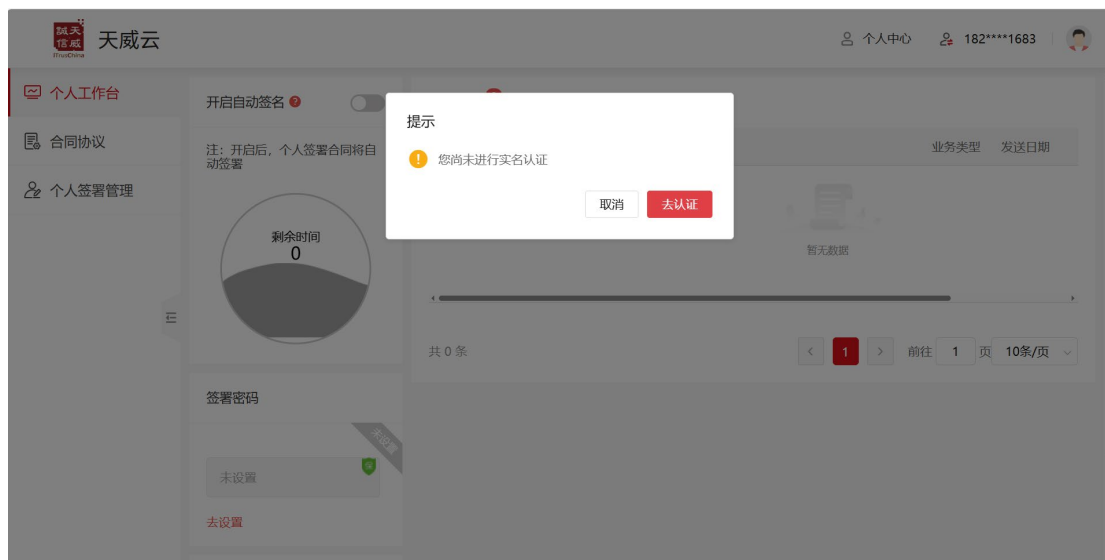 誠天
信威
iTrusChina
天威云
个人中心
182****1683
个人工作台
合同协议
个人签署管理
开启自动签名
注：开启后，个人签署合同将自
动签署
剩余时间
0
提示
您尚未进行实名认证
取消
去认证
业务类型
发送日期
暂无数据
共 0 条
1
前往
1
页
10条/页
签署密码
未设置
未设置
去设置